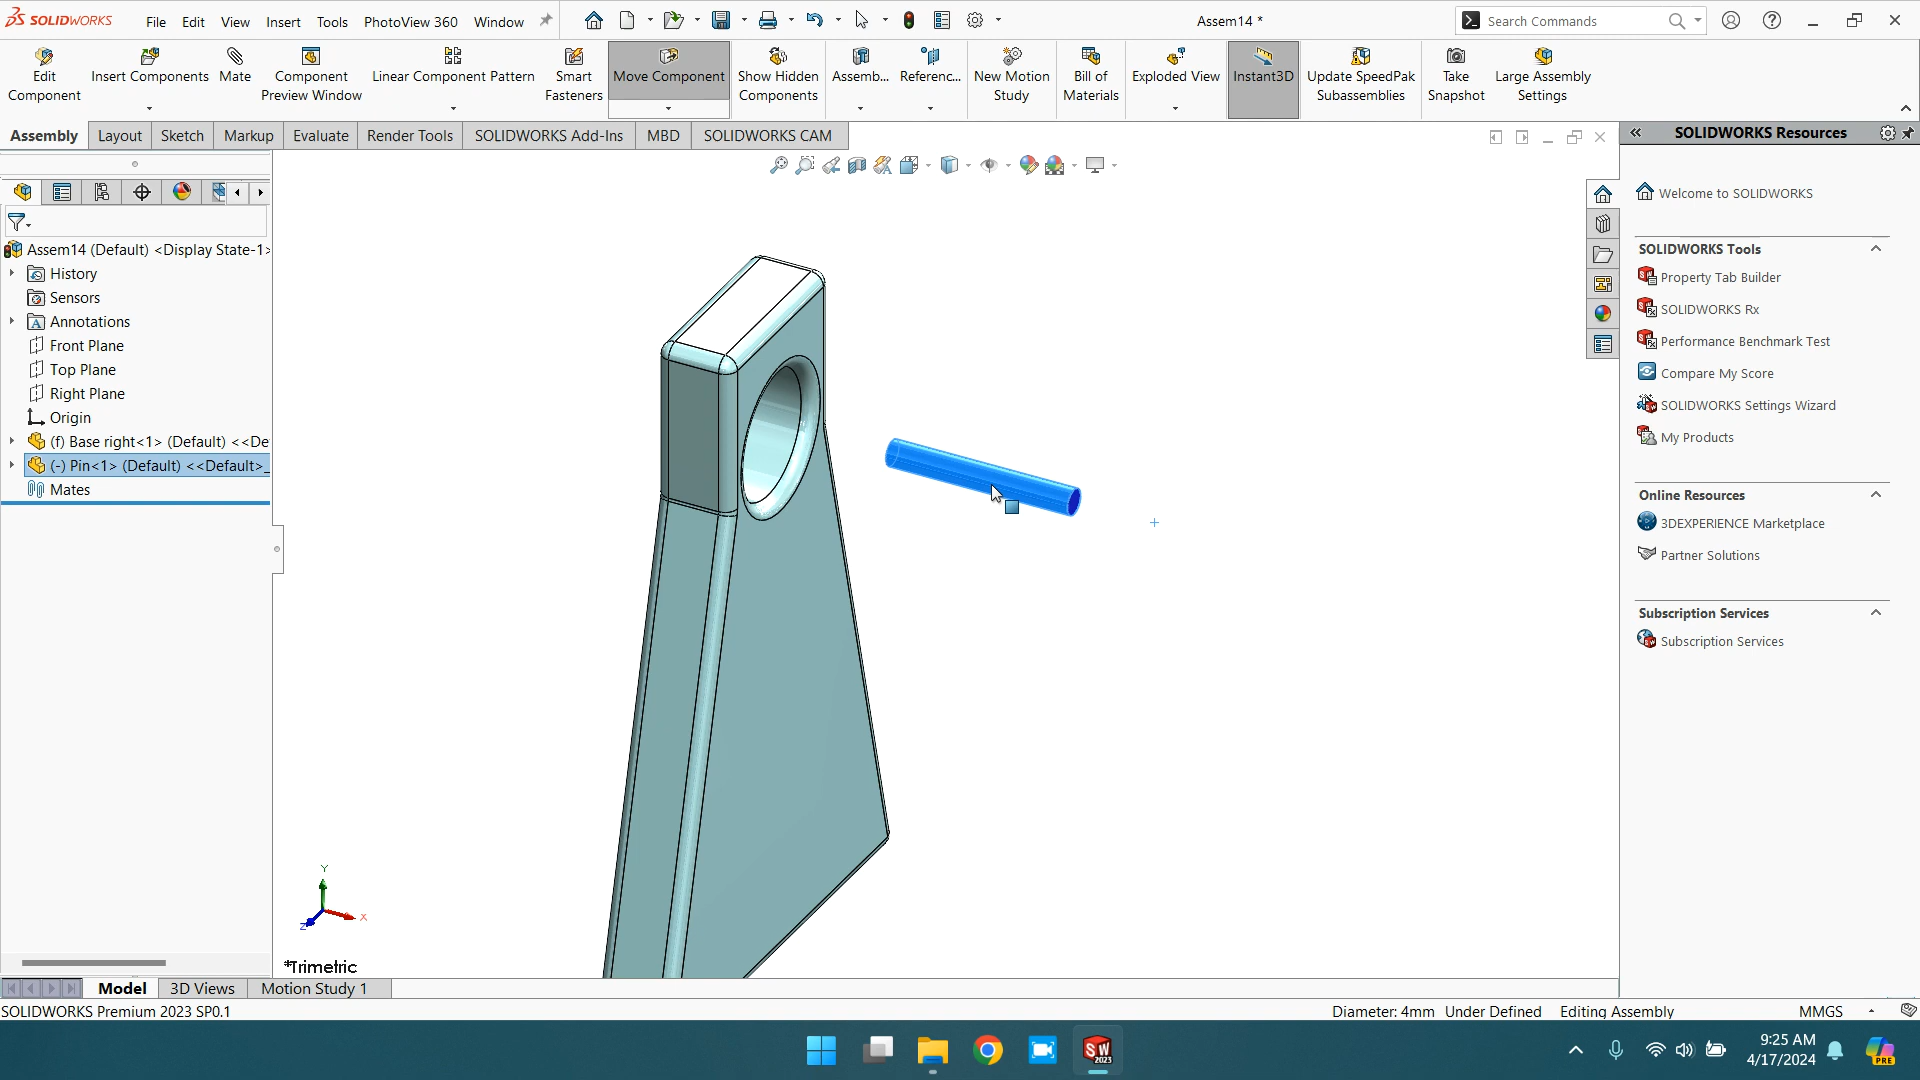 SOLIDWORKS
File Edit View Insert Tools PhotoView 360 Window
Assem14 *
Search Commands
Edit Component
Insert Components
Mate
Component Preview Window
Linear Component Pattern
Smart Fasteners
Move Component
Show Hidden Components
Assemb...
Referenc...
New Motion Study
Bill of Materials
Exploded View
Instant3D
Update SpeedPak Subassemblies
Take Snapshot
Large Assembly Settings
Assembly Layout Sketch Markup Evaluate Render Tools SOLIDWORKS Add-Ins MBD SOLIDWORKS CAM
Assem14 (Default) <Display State-1>
History
Sensors
Annotations
Front Plane
Top Plane
Right Plane
Origin
(f) Base right<1> (Default) <<De
(-) Pin<1> (Default) <<Default>_
Mates
Y
X
Z
*Trimetric
SOLIDWORKS Resources
Welcome to SOLIDWORKS
SOLIDWORKS Tools
Property Tab Builder
SOLIDWORKS Rx
Performance Benchmark Test
Compare My Score
SOLIDWORKS Settings Wizard
My Products
Online Resources
3DEXPERIENCE Marketplace
Partner Solutions
Subscription Services
Subscription Services
Model 3D Views Motion Study 1
SOLIDWORKS Premium 2023 SP0.1
Diameter: 4mm Under Defined Editing Assembly MMGS
SW
2023
9:25 AM
4/17/2024
PRE